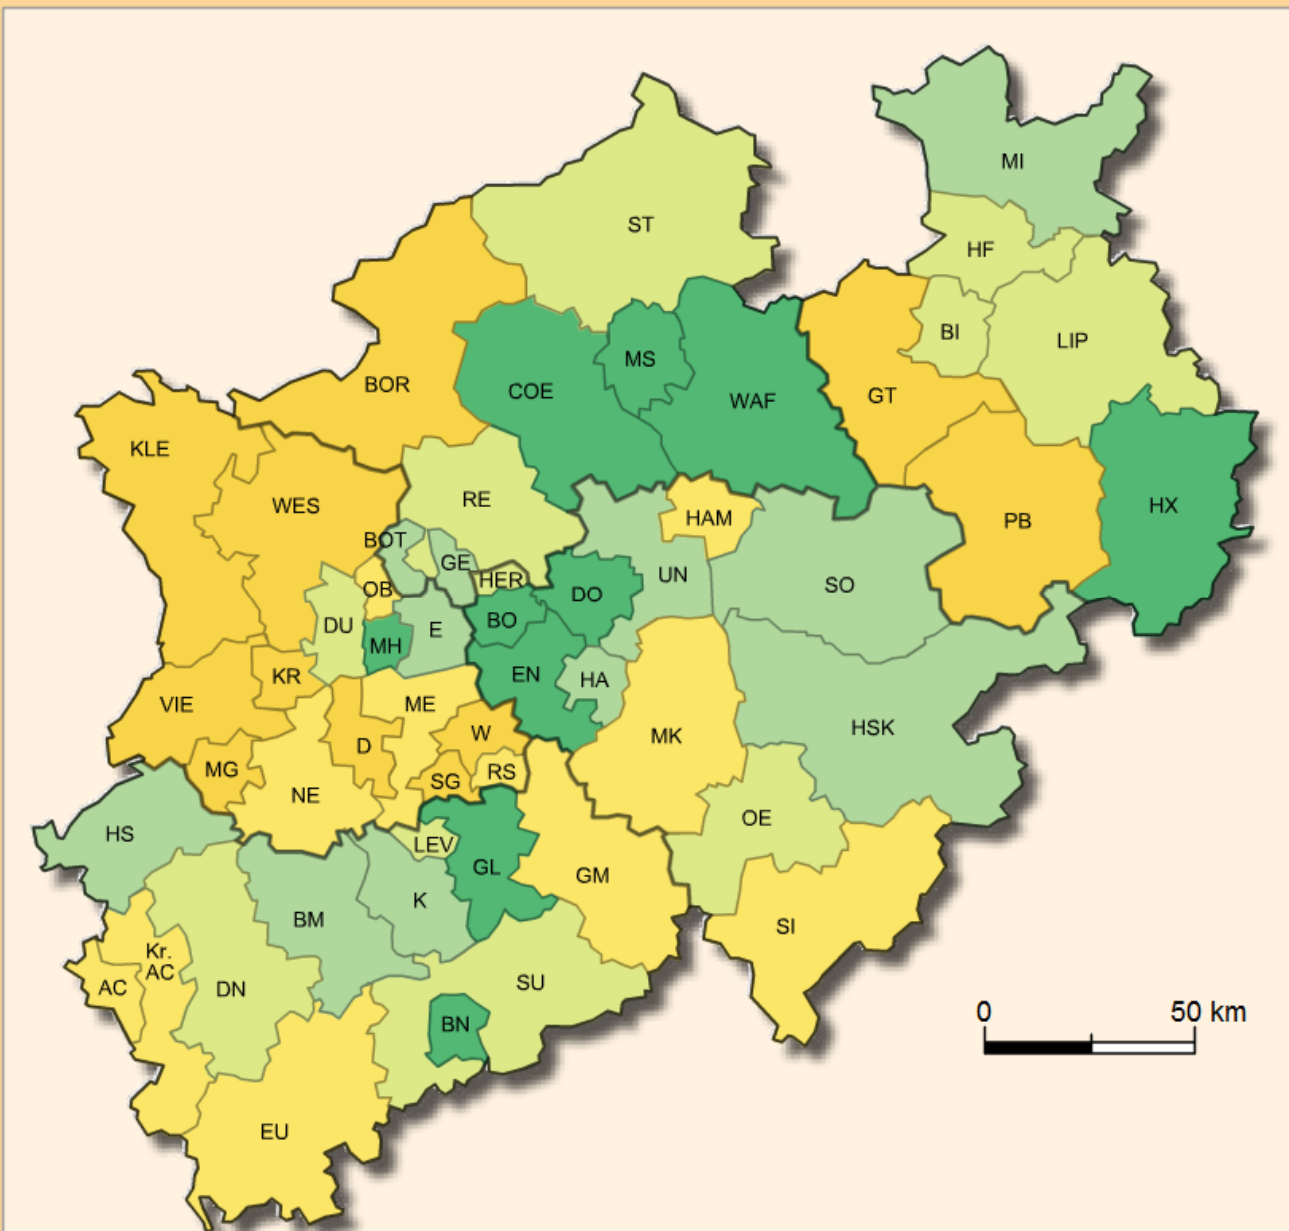 MI
ST
HF
BI
LIP
MS
BOR
COE
WAF
GT
KLE
WES
RE
HAM
PB
HX
BOT
GE
HER
OB
DO
UN
SO
DU
MH
E
BO
EN
HA
KR
VIE
ME
W
D
MK
HSK
MG
SG
RS
NE
HS
LEV
GL
GM
OE
K
BM
SI
Kr.
AC
AC
DN
SU
BN
EU
0 50 km